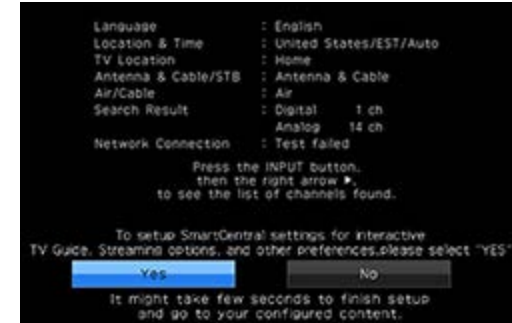 Language : English
Location & Time : United States/EST/Auto
TV Location : Home
Antenna & Cable/STB : Antenna & Cable
Air/Cable : Air
Search Result : Digital 1 ch
Analog 14 ch
Network Connection : Test failed
Press the INPUT button,
then the right arrow ▶,
to see the list of channels found.
To setup SmartCentral settings for interactive
TV Guide, Streaming options, and other preferences,please select "YES"
Yes No
It might take few seconds to finish setup
and go to your configured content.